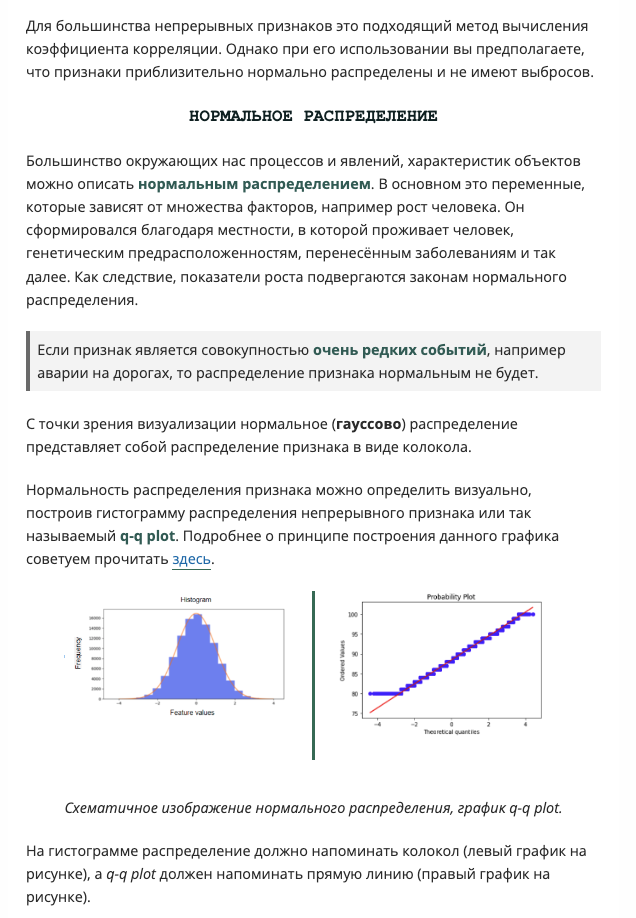 Для большинства непрерывных признаков это подходящий метод вычисления
коэффициента корреляции. Однако при его использовании вы предполагаете,
что признаки приблизительно нормально распределены и не имеют выбросов.
НОРМАЛЬНОЕ РАСПРЕДЕЛЕНИЕ
Большинство окружающих нас процессов и явлений, характеристик объектов
можно описать нормальным распределением. В основном это переменные,
которые зависят от множества факторов, например рост человека. Он
сформировался благодаря местности, в которой проживает человек,
генетическим предрасположенностям, перенесённым заболеваниям и так
далее. Как следствие, показатели роста подвергаются законам нормального
распределения.
Если признак является совокупностью очень редких событий, например
аварии на дорогах, то распределение признака нормальным не будет.
С точки зрения визуализации нормальное (гауссово) распределение
представляет собой распределение признака в виде колокола.
Нормальность распределения признака можно определить визуально,
построив гистограмму распределения непрерывного признака или так
называемый q-q plot. Подробнее о принципе построения данного графика
советуем прочитать здесь.
Histogram
Frequency
16000
14000
12000
10000
8000
6000
4000
2000
0
-4 -2 0 2 4
Feature values
Probability Plot
Ordered Values
100
95
90
85
80
75
-4 -2 0 2 4
Theoretical quantiles
Схематичное изображение нормального распределения, график q-q plot.
На гистограмме распределение должно напоминать колокол (левый график на
рисунке), а q-q plot должен напоминать прямую линию (правый график на
рисунке).